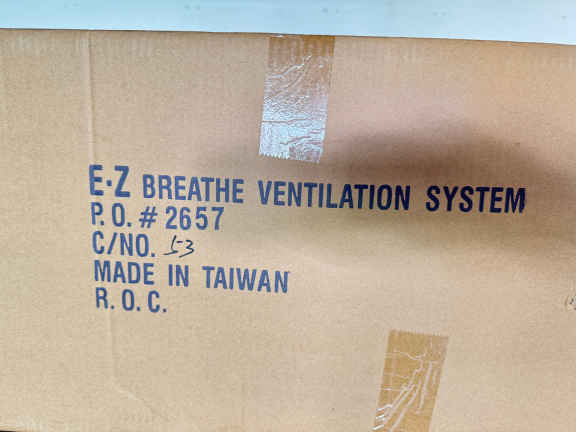 E·Z BREATHE VENTILATION SYSTEM
P.O.# 2657
C/NO. 53
MADE IN TAIWAN
R.O.C.